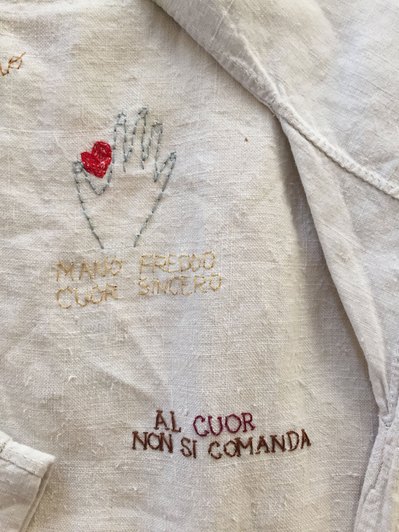 MANO FREDDO
CUOR SINCERO
AL CUOR
NON SI COMANDA